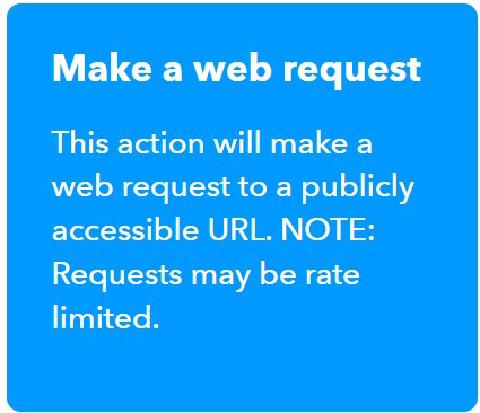 Make a web request
This action will make a
web request to a publicly
accessible URL. NOTE:
Requests may be rate
limited.